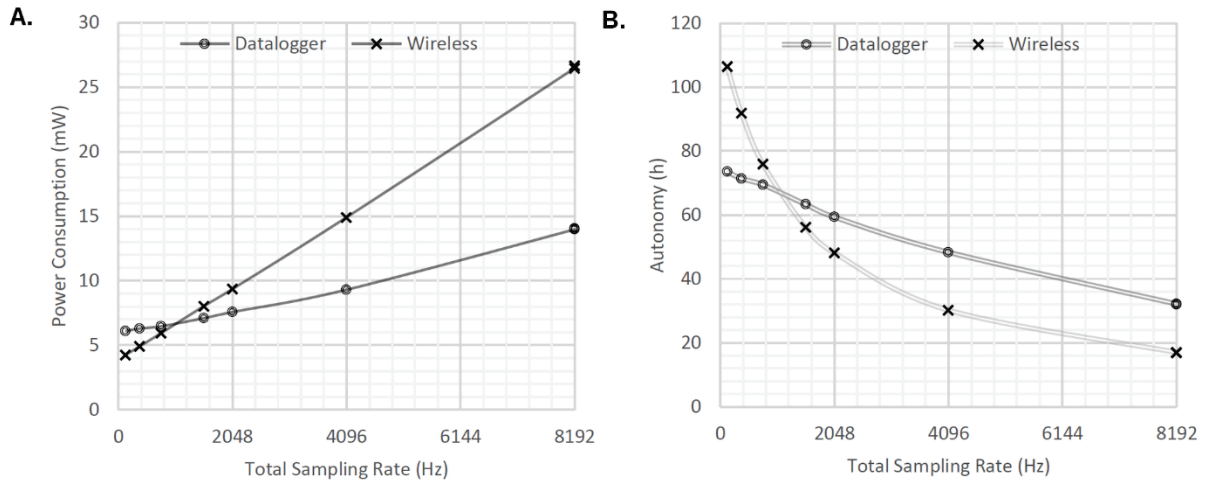 A.
Power Consumption (mW)
30
25
20
15
10
5
0
Datalogger Wireless
0 2048 4096 6144 8192
Total Sampling Rate (Hz)
B.
Autonomy (h)
120
100
80
60
40
20
0
Datalogger Wireless
0 2048 4096 6144 8192
Total Sampling Rate (Hz)